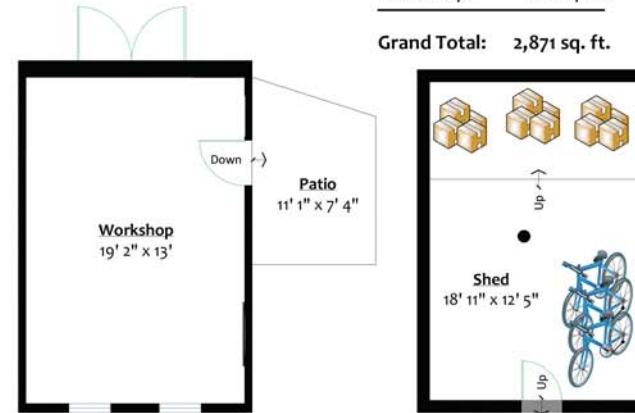 Grand Total: 2,871 sq. ft.
Down
Patio
11' 1" x 7' 4"
Workshop
19' 2" x 13'
Up
Shed
18' 11" x 12' 5"
Up